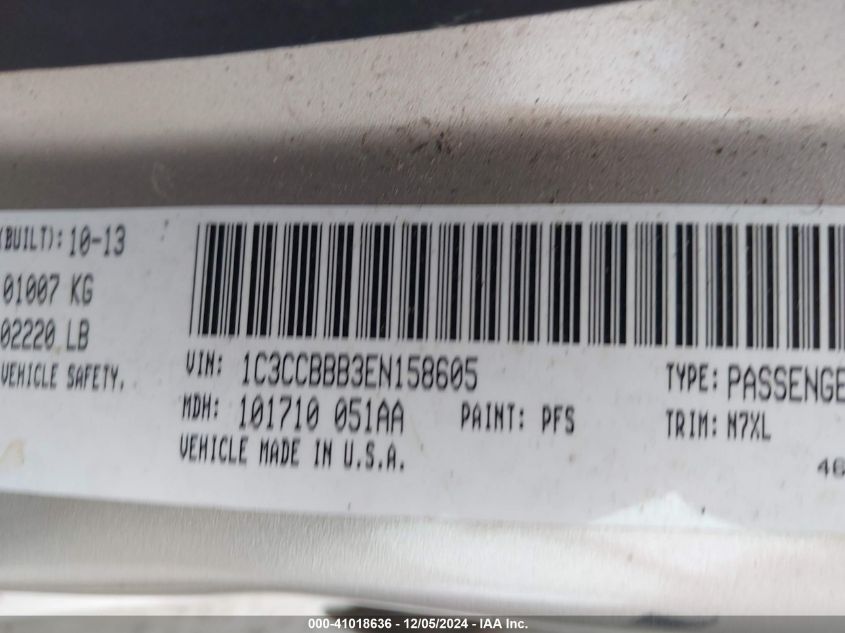 (BUILT): 10-13
01007 KG
02220 LB
VEHICLE SAFETY.
VIN: 1C3CCBBB3EN158605
TYPE: PASSENGE
MDH: 101710 051AA
PAINT: PFS
TRIM: N7XL
VEHICLE MADE IN U.S.A.
46
000-41018636 - 12/05/2024 - IAA Inc.